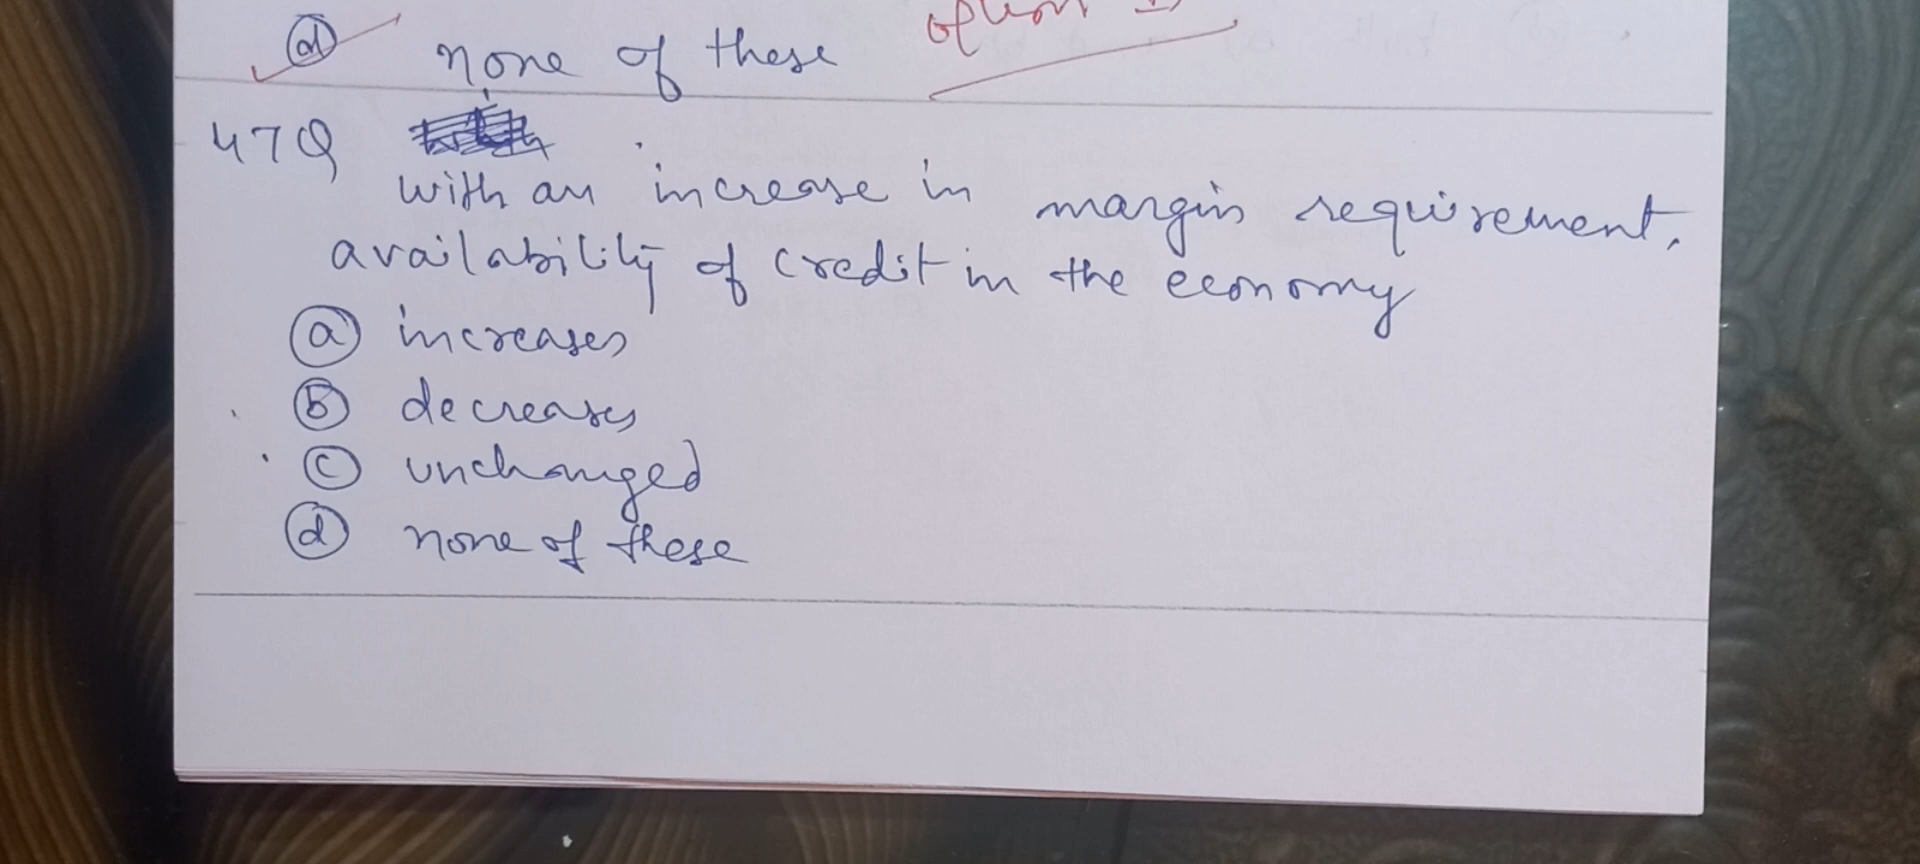 (d) none of these option D
47Q
with an increase in margin requirement,
availability of credit in the economy
(a) increases
(b) decreases
(c) unchanged
(d) none of these